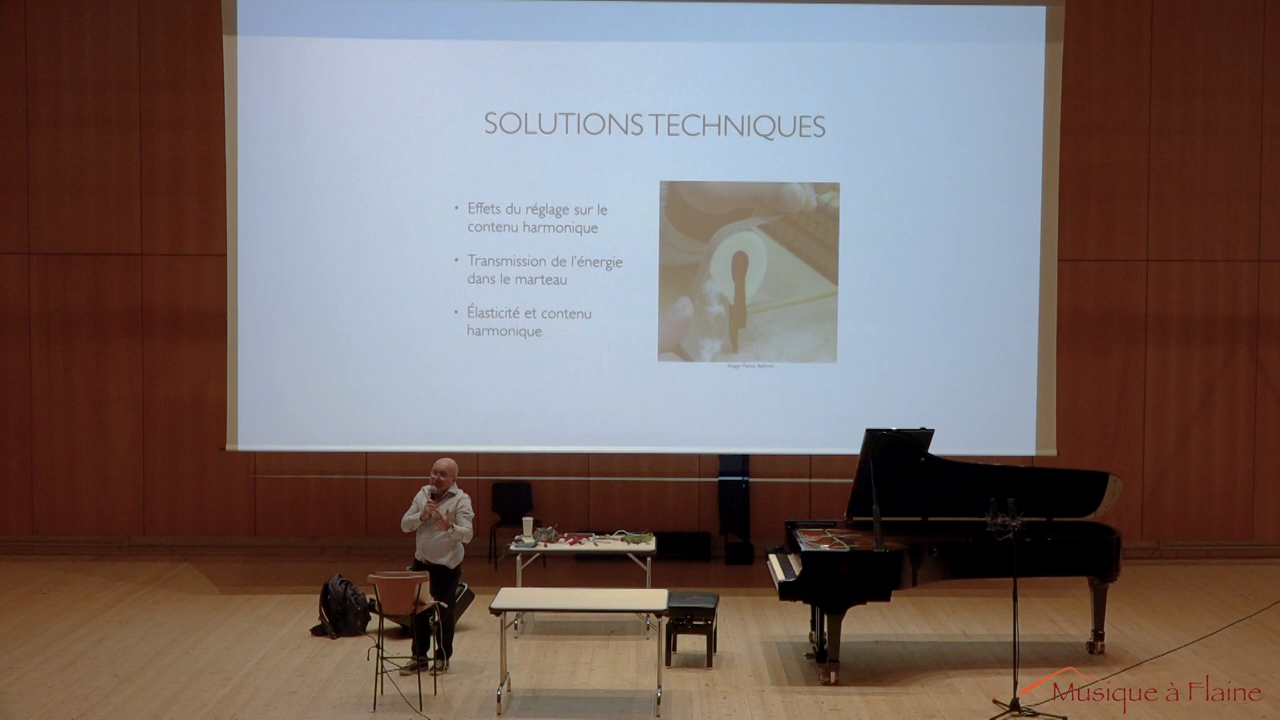 SOLUTIONS TECHNIQUES
• Effets du réglage sur le
contenu harmonique
• Transmission de l'énergie
dans le marteau
• Élasticité et contenu
harmonique
Musique à Flaine